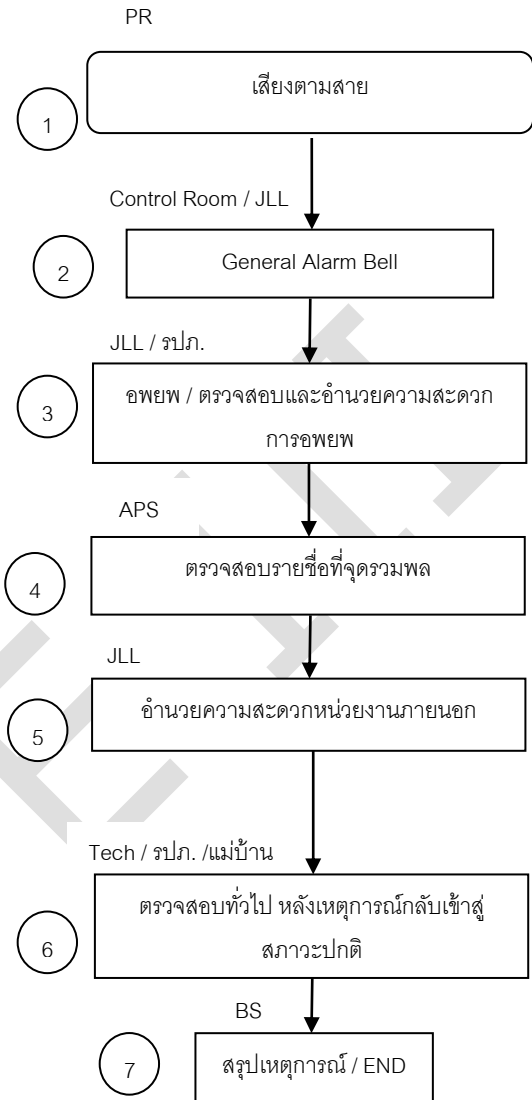 PR
เสียงตามสาย
1
Control Room / JLL
General Alarm Bell
2
JLL / รปภ.
อพยพ / ตรวจสอบและอำนวยความสะดวก
การอพยพ
3
APS
ตรวจสอบรายชื่อที่จุดรวมพล
4
JLL
อำนวยความสะดวกหน่วยงานภายนอก
5
Tech / รปภ. /แม่บ้าน
ตรวจสอบทั่วไป หลังเหตุการณ์กลับเข้าสู่
สภาวะปกติ
6
BS
สรุปเหตุการณ์ / END
7